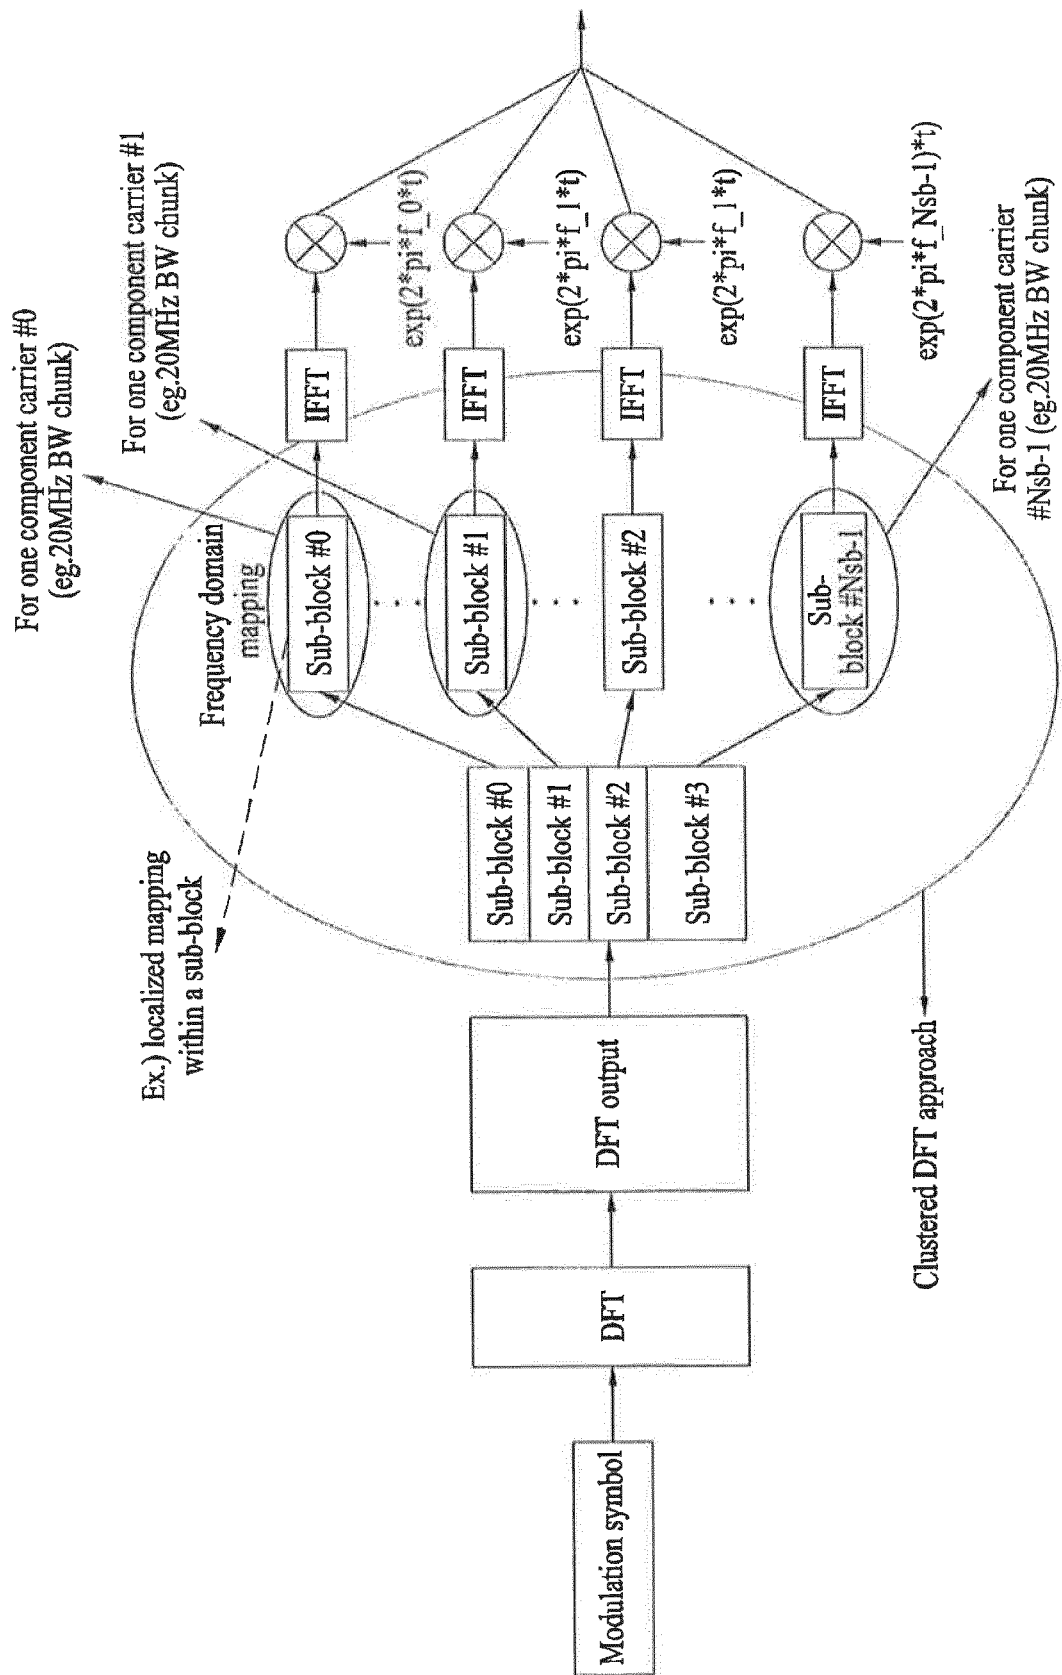 For one component carrier #0
(eg.20MHz BW chunk)
For one component carrier #1
(eg.20MHz BW chunk)
Ex.) localized mapping
within a sub-block
Frequency domain
mapping
Modulation symbol
DFT
DFT output
Sub-block #0
Sub-block #1
Sub-block #2
Sub-block #3
Sub-block #0
IFFT
exp(2*pi*f_0*t)
Sub-block #1
IFFT
exp(2*pi*f_1*t)
Sub-block #2
IFFT
exp(2*pi*f_1*t)
Sub-
block #Nsb-1
IFFT
exp(2*pi*f_Nsb-1)*t)
Clustered DFT approach
For one component carrier
#Nsb-1 (eg.20MHz BW chunk)